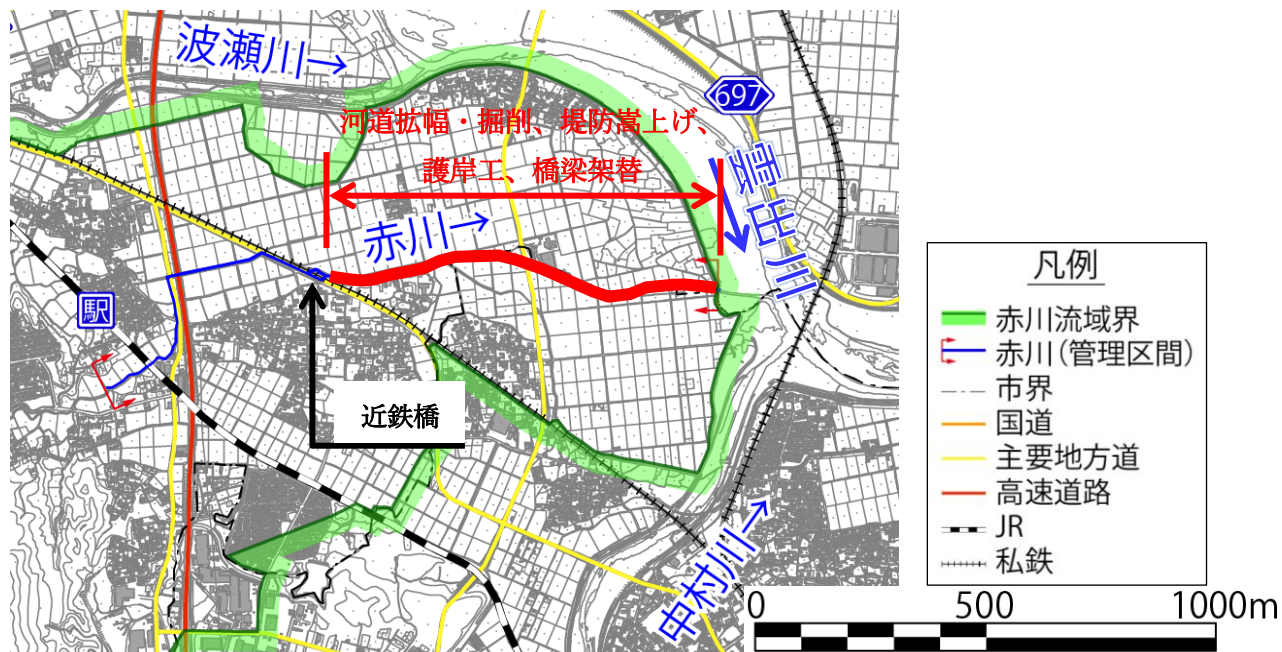 波瀬川→
697
河道拡幅・掘削、堤防嵩上げ、
護岸工、橋梁架替
雲出川
赤川→
駅
近鉄橋
中村川→
凡例
赤川流域界
赤川(管理区間)
市界
国道
主要地方道
高速道路
JR
私鉄
0 500 1000m